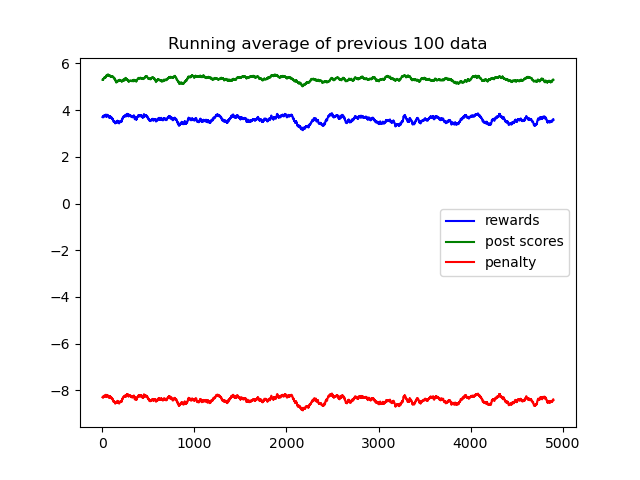 Running average of previous 100 data
6
4
2
0
−2
−4
−6
−8
rewards
post scores
penalty
0 1000 2000 3000 4000 5000